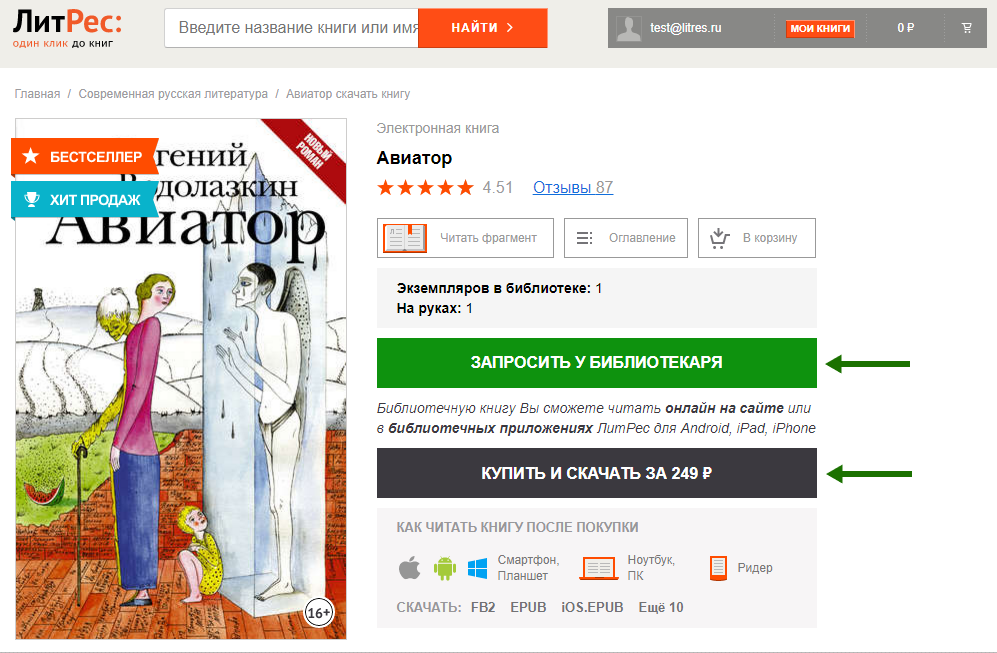 ЛитРес:
один клик до книг
Введите название книги или имя
НАЙТИ
test@litres.ru
МОИ КНИГИ
0 ₽
Главная / Современная русская литература / Авиатор скачать книгу
БЕСТСЕЛЛЕР
ХИТ ПРОДАЖ
НОВЫЙ
РОМАН
гений
одолазкин
Авиатор
16+
Электронная книга
Авиатор
4.51 Отзывы 87
Читать фрагмент
Оглавление
В корзину
Экземпляров в библиотеке: 1
На руках: 1
ЗАПРОСИТЬ У БИБЛИОТЕКАРЯ
Библиотечную книгу Вы сможете читать онлайн на сайте или
в библиотечных приложениях ЛитРес для Android, iPad, iPhone
КУПИТЬ И СКАЧАТЬ ЗА 249 ₽
КАК ЧИТАТЬ КНИГУ ПОСЛЕ ПОКУПКИ
Смартфон,
Планшет
Ноутбук,
ПК
Ридер
СКАЧАТЬ: FB2 EPUB iOS.EPUB Ещё 10